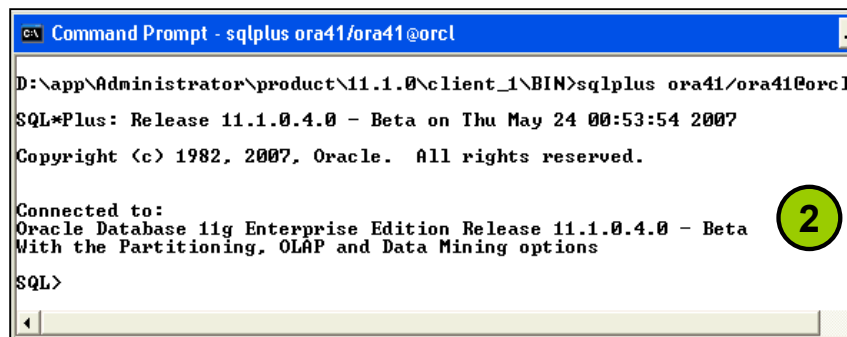 Command Prompt - sqlplus ora41/ora41@orcl
D:\app\Administrator\product\11.1.0\client_1\BIN>sqlplus ora41/ora41@orcl
SQL*Plus: Release 11.1.0.4.0 - Beta on Thu May 24 00:53:54 2007
Copyright (c) 1982, 2007, Oracle.  All rights reserved.
Connected to:
Oracle Database 11g Enterprise Edition Release 11.1.0.4.0 - Beta
With the Partitioning, OLAP and Data Mining options
2
SQL>